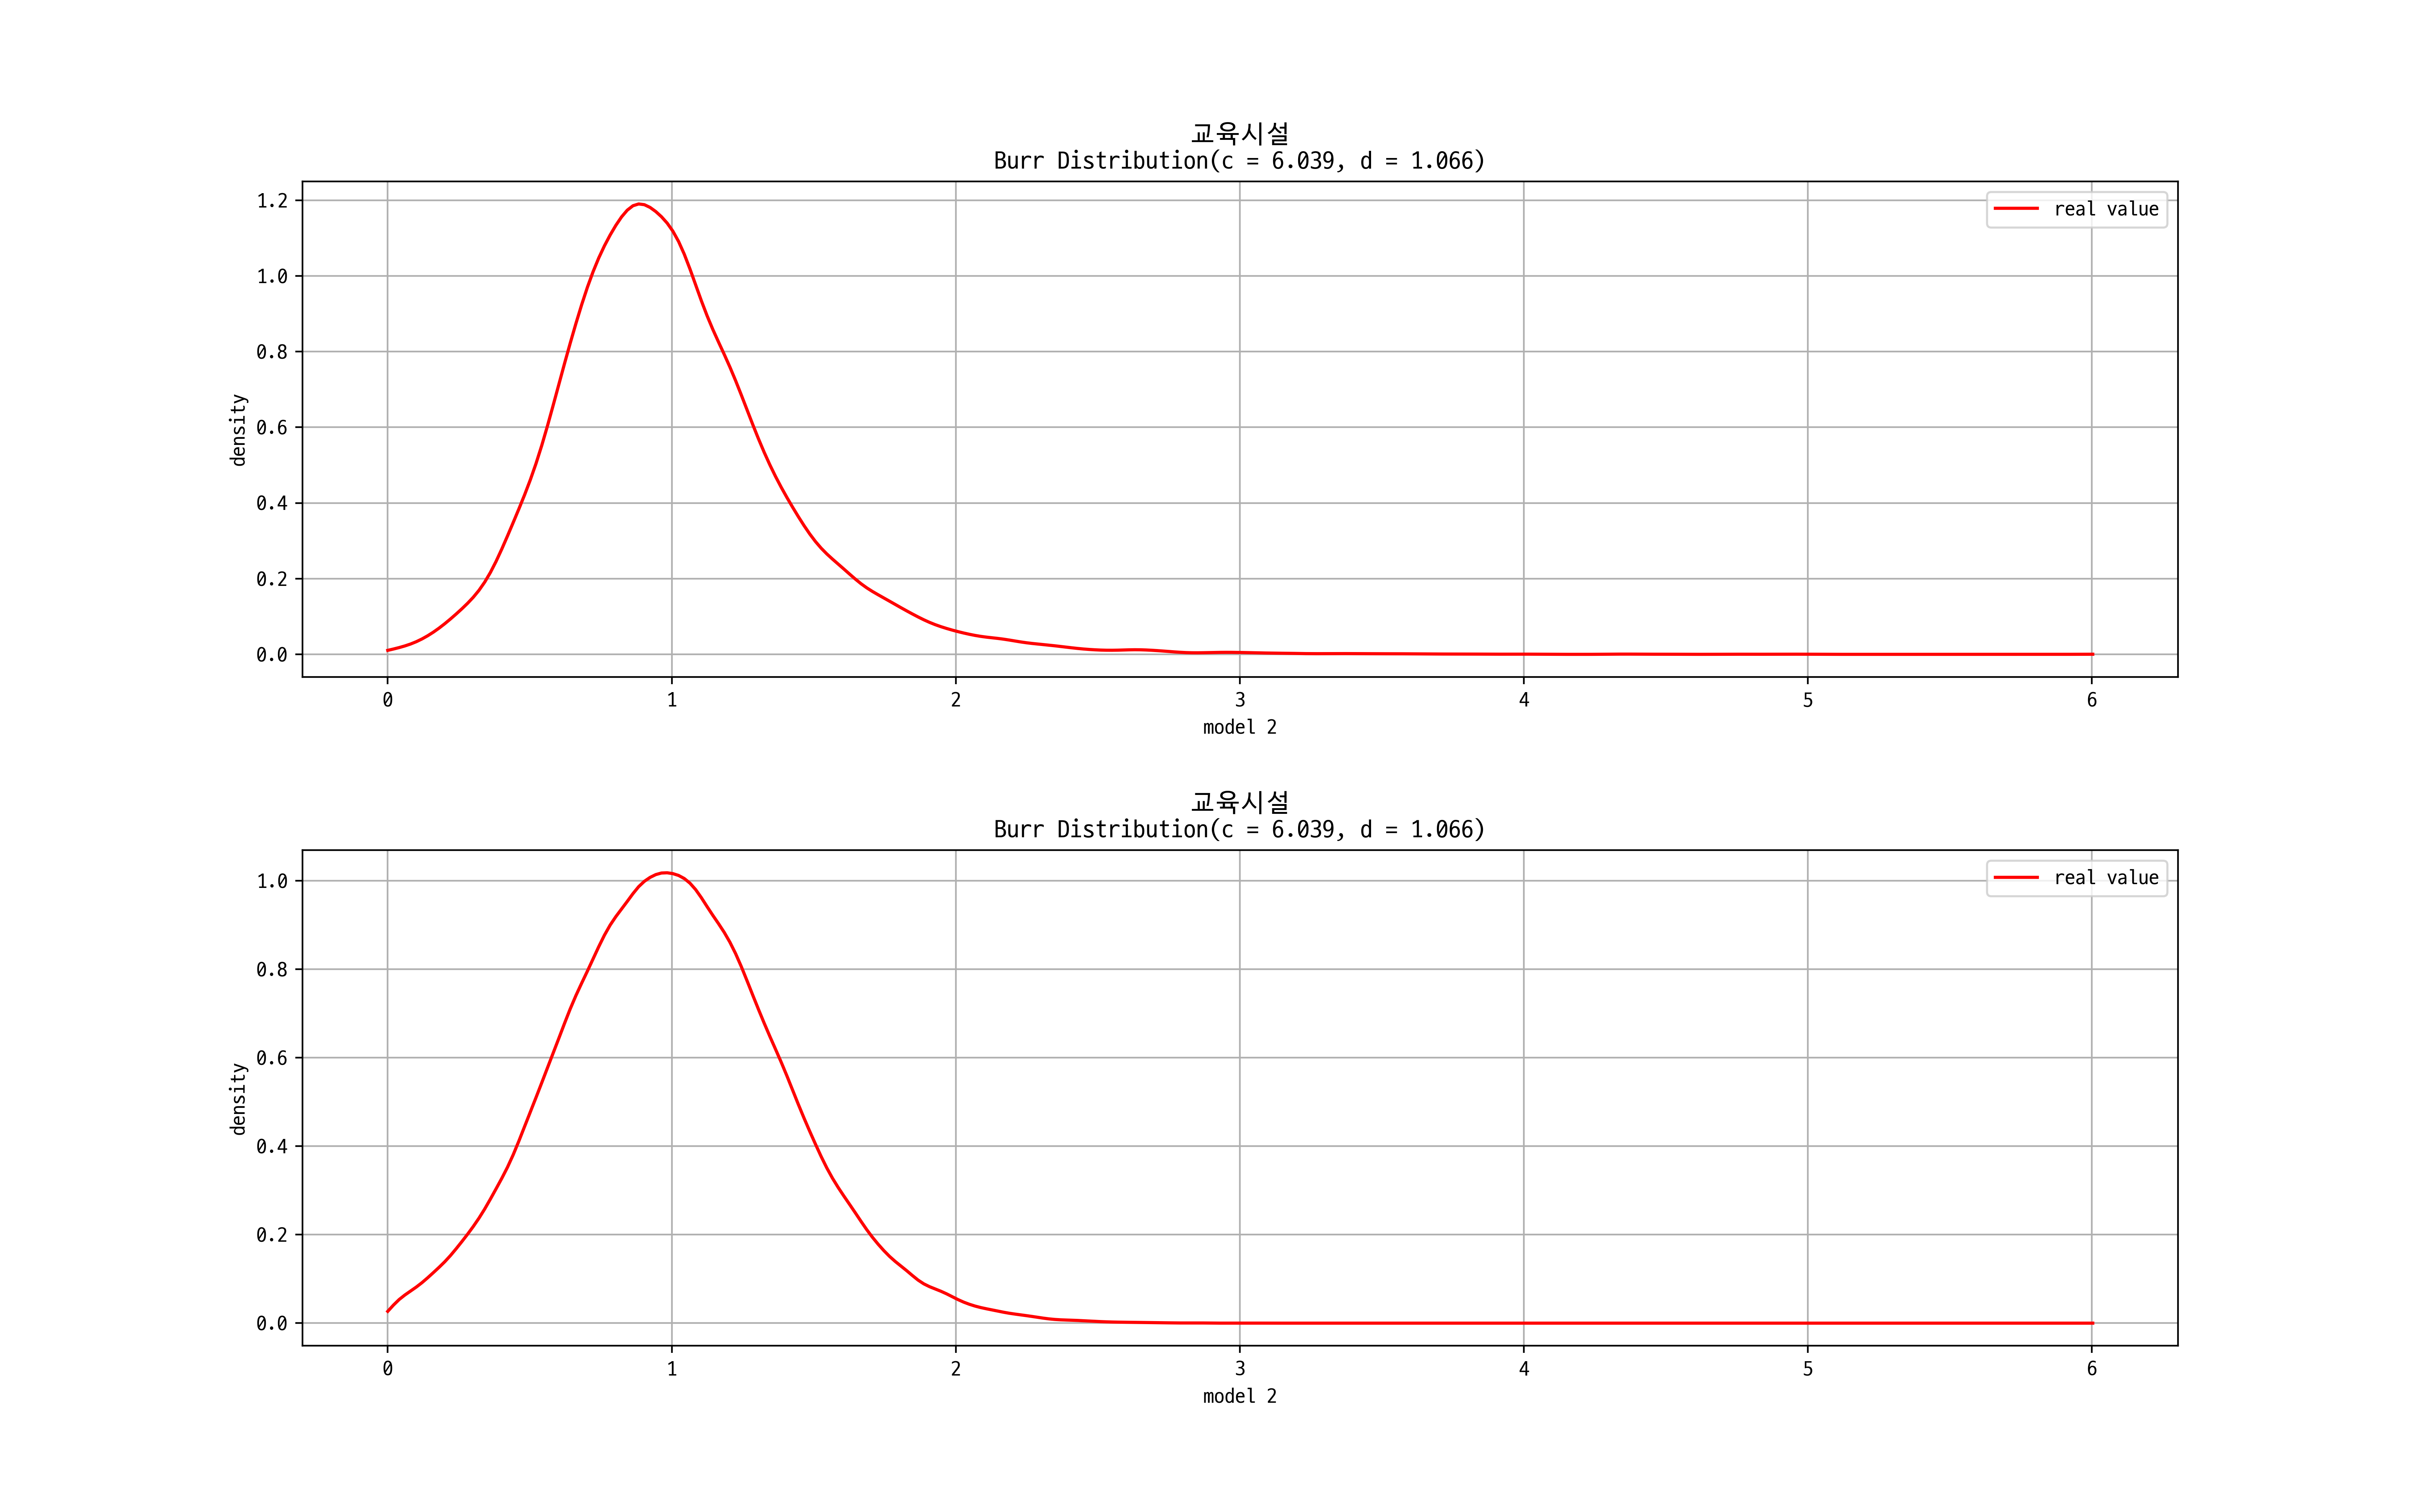 교육시설
Burr Distribution(c = 6.039, d = 1.066)
real value
1.2
1.0
0.8
0.6
0.4
0.2
0.0
density
0 1 2 3 4 5 6
model 2
교육시설
Burr Distribution(c = 6.039, d = 1.066)
real value
1.0
0.8
0.6
0.4
0.2
0.0
density
0 1 2 3 4 5 6
model 2